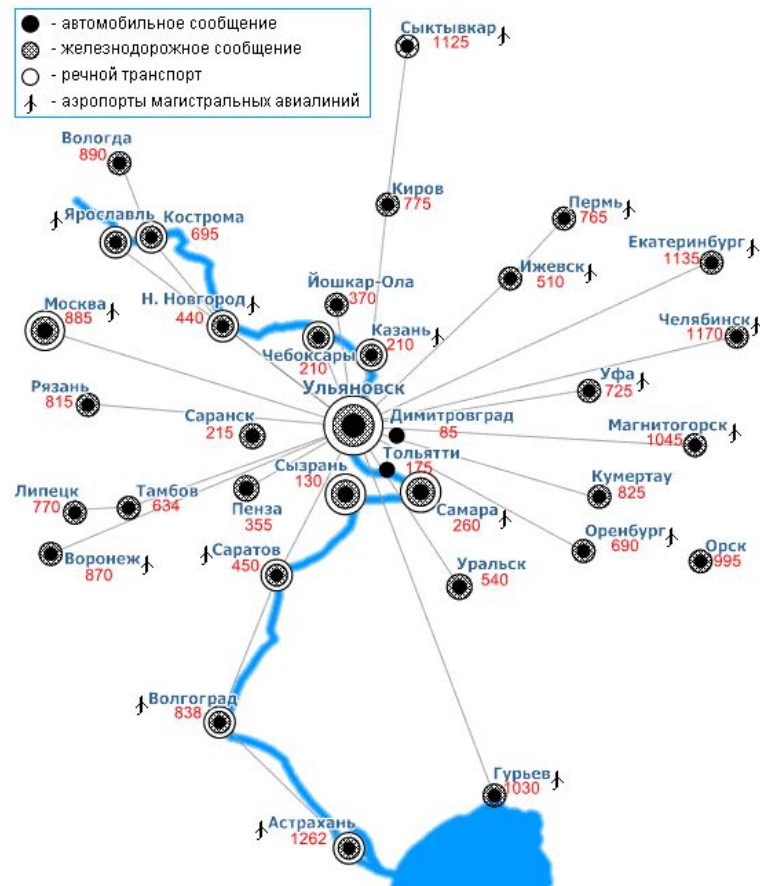 - автомобильное сообщение
- железнодорожное сообщение
- речной транспорт
- аэропорты магистральных авиалиний
Сыктывкар
1125
Вологда
890
Киров
775
Пермь
765
Ярославль
Кострома
695
Екатеринбург
1135
Ижевск
510
Йошкар-Ола
370
Москва
885
Н. Новгород
440
Челябинск
1170
Казань
210
Чебоксары
210
Уфа
725
Ульяновск
Рязань
815
Саранск
215
Димитровград
85
Магнитогорск
1045
Тольятти
175
Сызрань
130
Кумертау
825
Липецк
770
Тамбов
634
Пенза
355
Самара
260
Оренбург
690
Орск
995
Воронеж
870
Саратов
450
Уральск
540
Волгоград
838
Гурьев
1030
Астрахань
1262